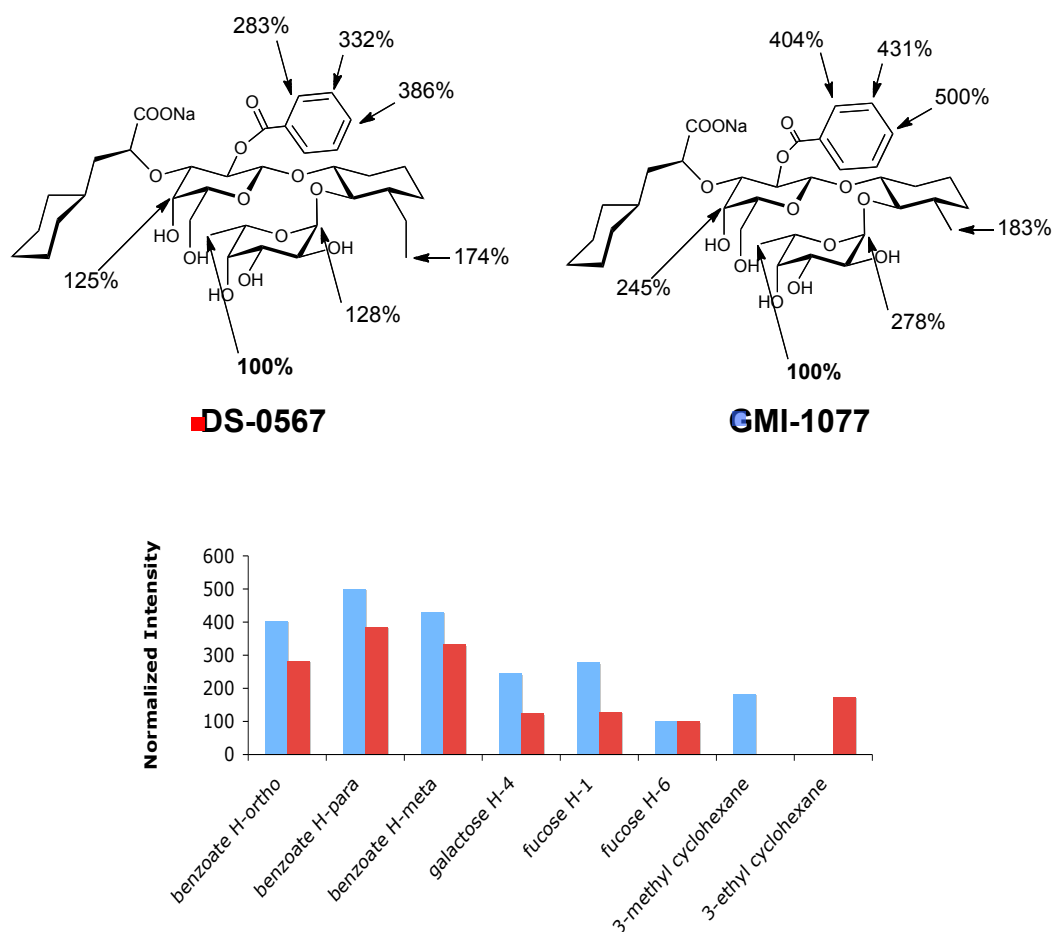 283%
332%
386%
COONa
O
O
O
O
O
O
HO
HO
O
OH
OH
HO
125%
174%
128%
100%
DS-0567
404%
431%
500%
COONa
O
O
O
O
O
O
HO
HO
O
OH
OH
HO
245%
183%
278%
100%
GMI-1077
Normalized Intensity
600
500
400
300
200
100
0
benzoate H-ortho
benzoate H-para
benzoate H-meta
galactose H-4
fucose H-1
fucose H-6
3-methyl cyclohexane
3-ethyl cyclohexane